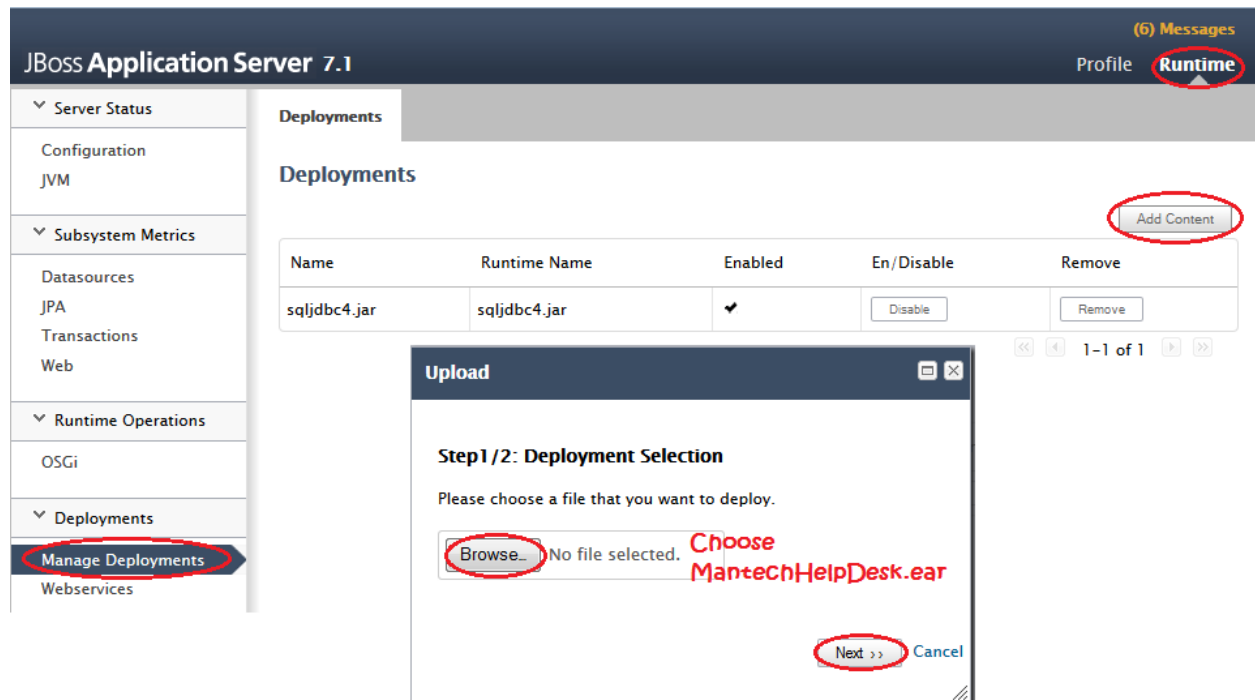 (6) Messages
JBoss Application Server 7.1
Profile Runtime
Server Status
Configuration
JVM
Subsystem Metrics
Datasources
JPA
Transactions
Web
Runtime Operations
OSGi
Deployments
Manage Deployments
Webservices
Deployments
Deployments
Add Content
Name Runtime Name Enabled En/Disable Remove
sqljdbc4.jar sqljdbc4.jar ✔ Disable Remove
1-1 of 1
Upload
Step1/2: Deployment Selection
Please choose a file that you want to deploy.
Browse… No file selected.
Choose
MantechHelpDesk.ear
Next >> Cancel